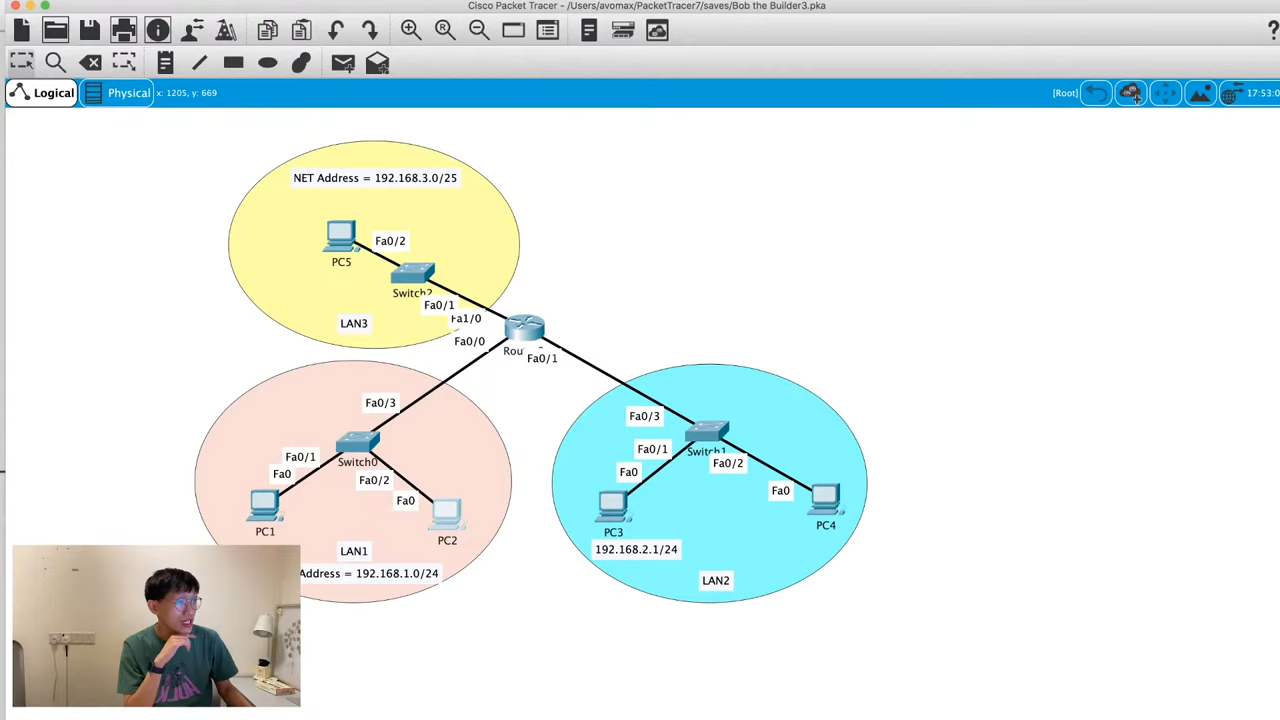 Cisco Packet Tracer - /Users/avomax/PacketTracer7/saves/Bob the Builder3.pka
Logical
Physical
x: 1205, y: 669
[Root]
17:53:0
NET Address = 192.168.3.0/25
Fa0/2
PC5
Switch2
Fa0/1
Fa1/0
LAN3
Fa0/0
Rou
Fa0/1
Fa0/3
Fa0/3
Switch0
Fa0/1
Fa0
Fa0/2
Fa0
PC1
PC2
LAN1
Address = 192.168.1.0/24
Switch1
Fa0/1
Fa0/2
Fa0
Fa0
PC3
PC4
192.168.2.1/24
LAN2